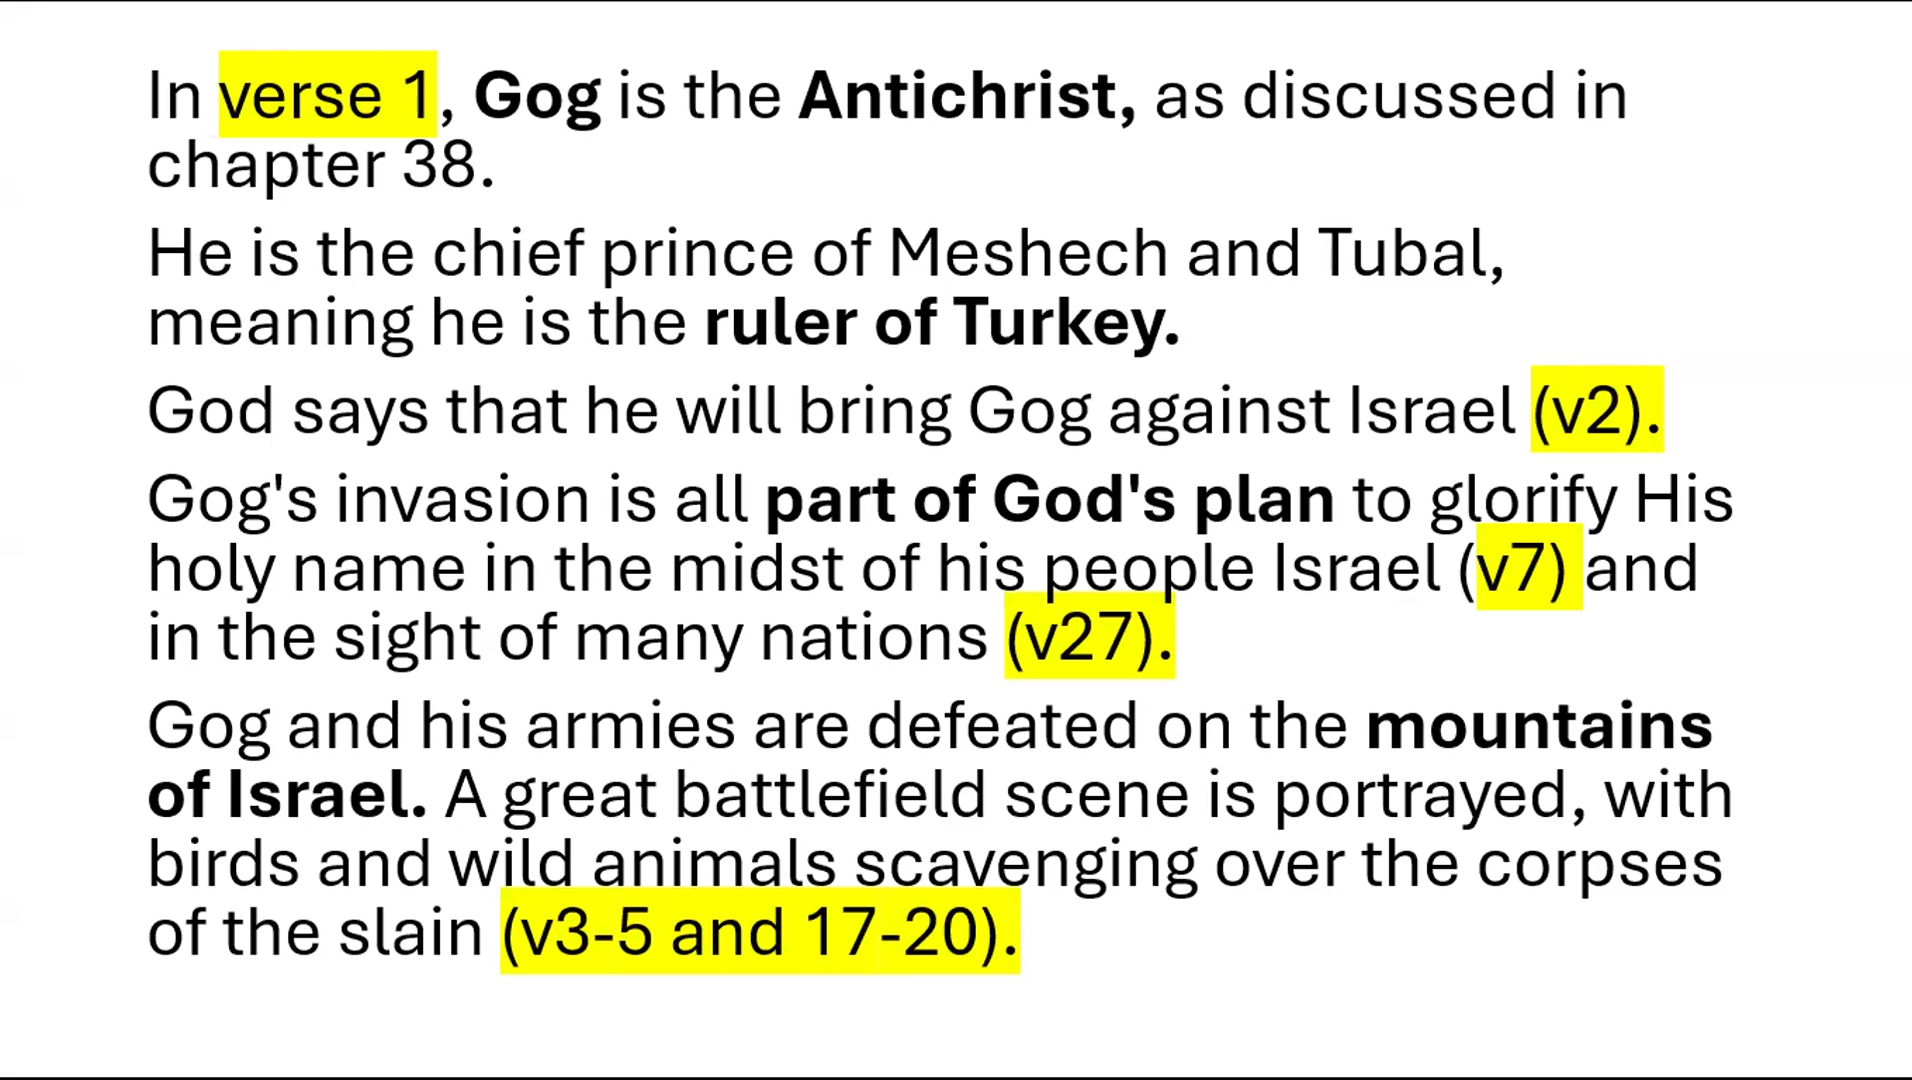 In verse 1, Gog is the Antichrist, as discussed in
chapter 38.
He is the chief prince of Meshech and Tubal,
meaning he is the ruler of Turkey.
God says that he will bring Gog against Israel (v2).
Gog's invasion is all part of God's plan to glorify His
holy name in the midst of his people Israel (v7) and
in the sight of many nations (v27).
Gog and his armies are defeated on the mountains
of Israel. A great battlefield scene is portrayed, with
birds and wild animals scavenging over the corpses
of the slain (v3-5 and 17-20).